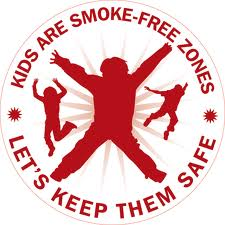 KIDS ARE SMOKE-FREE ZONES
LET'S KEEP THEM SAFE